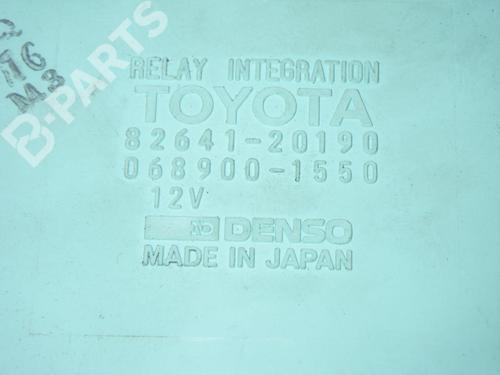 RELAY INTEGRATION
TOYOTA
82641-20190
068900-1550
12V
DENSO
MADE IN JAPAN
16
M3
B-PARTS